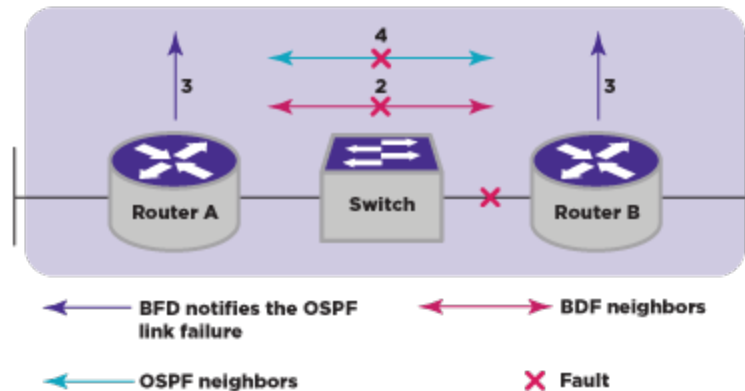 4
3
2
3
Router A
Switch
Router B
BFD notifies the OSPF
link failure
BDF neighbors
OSPF neighbors
Fault